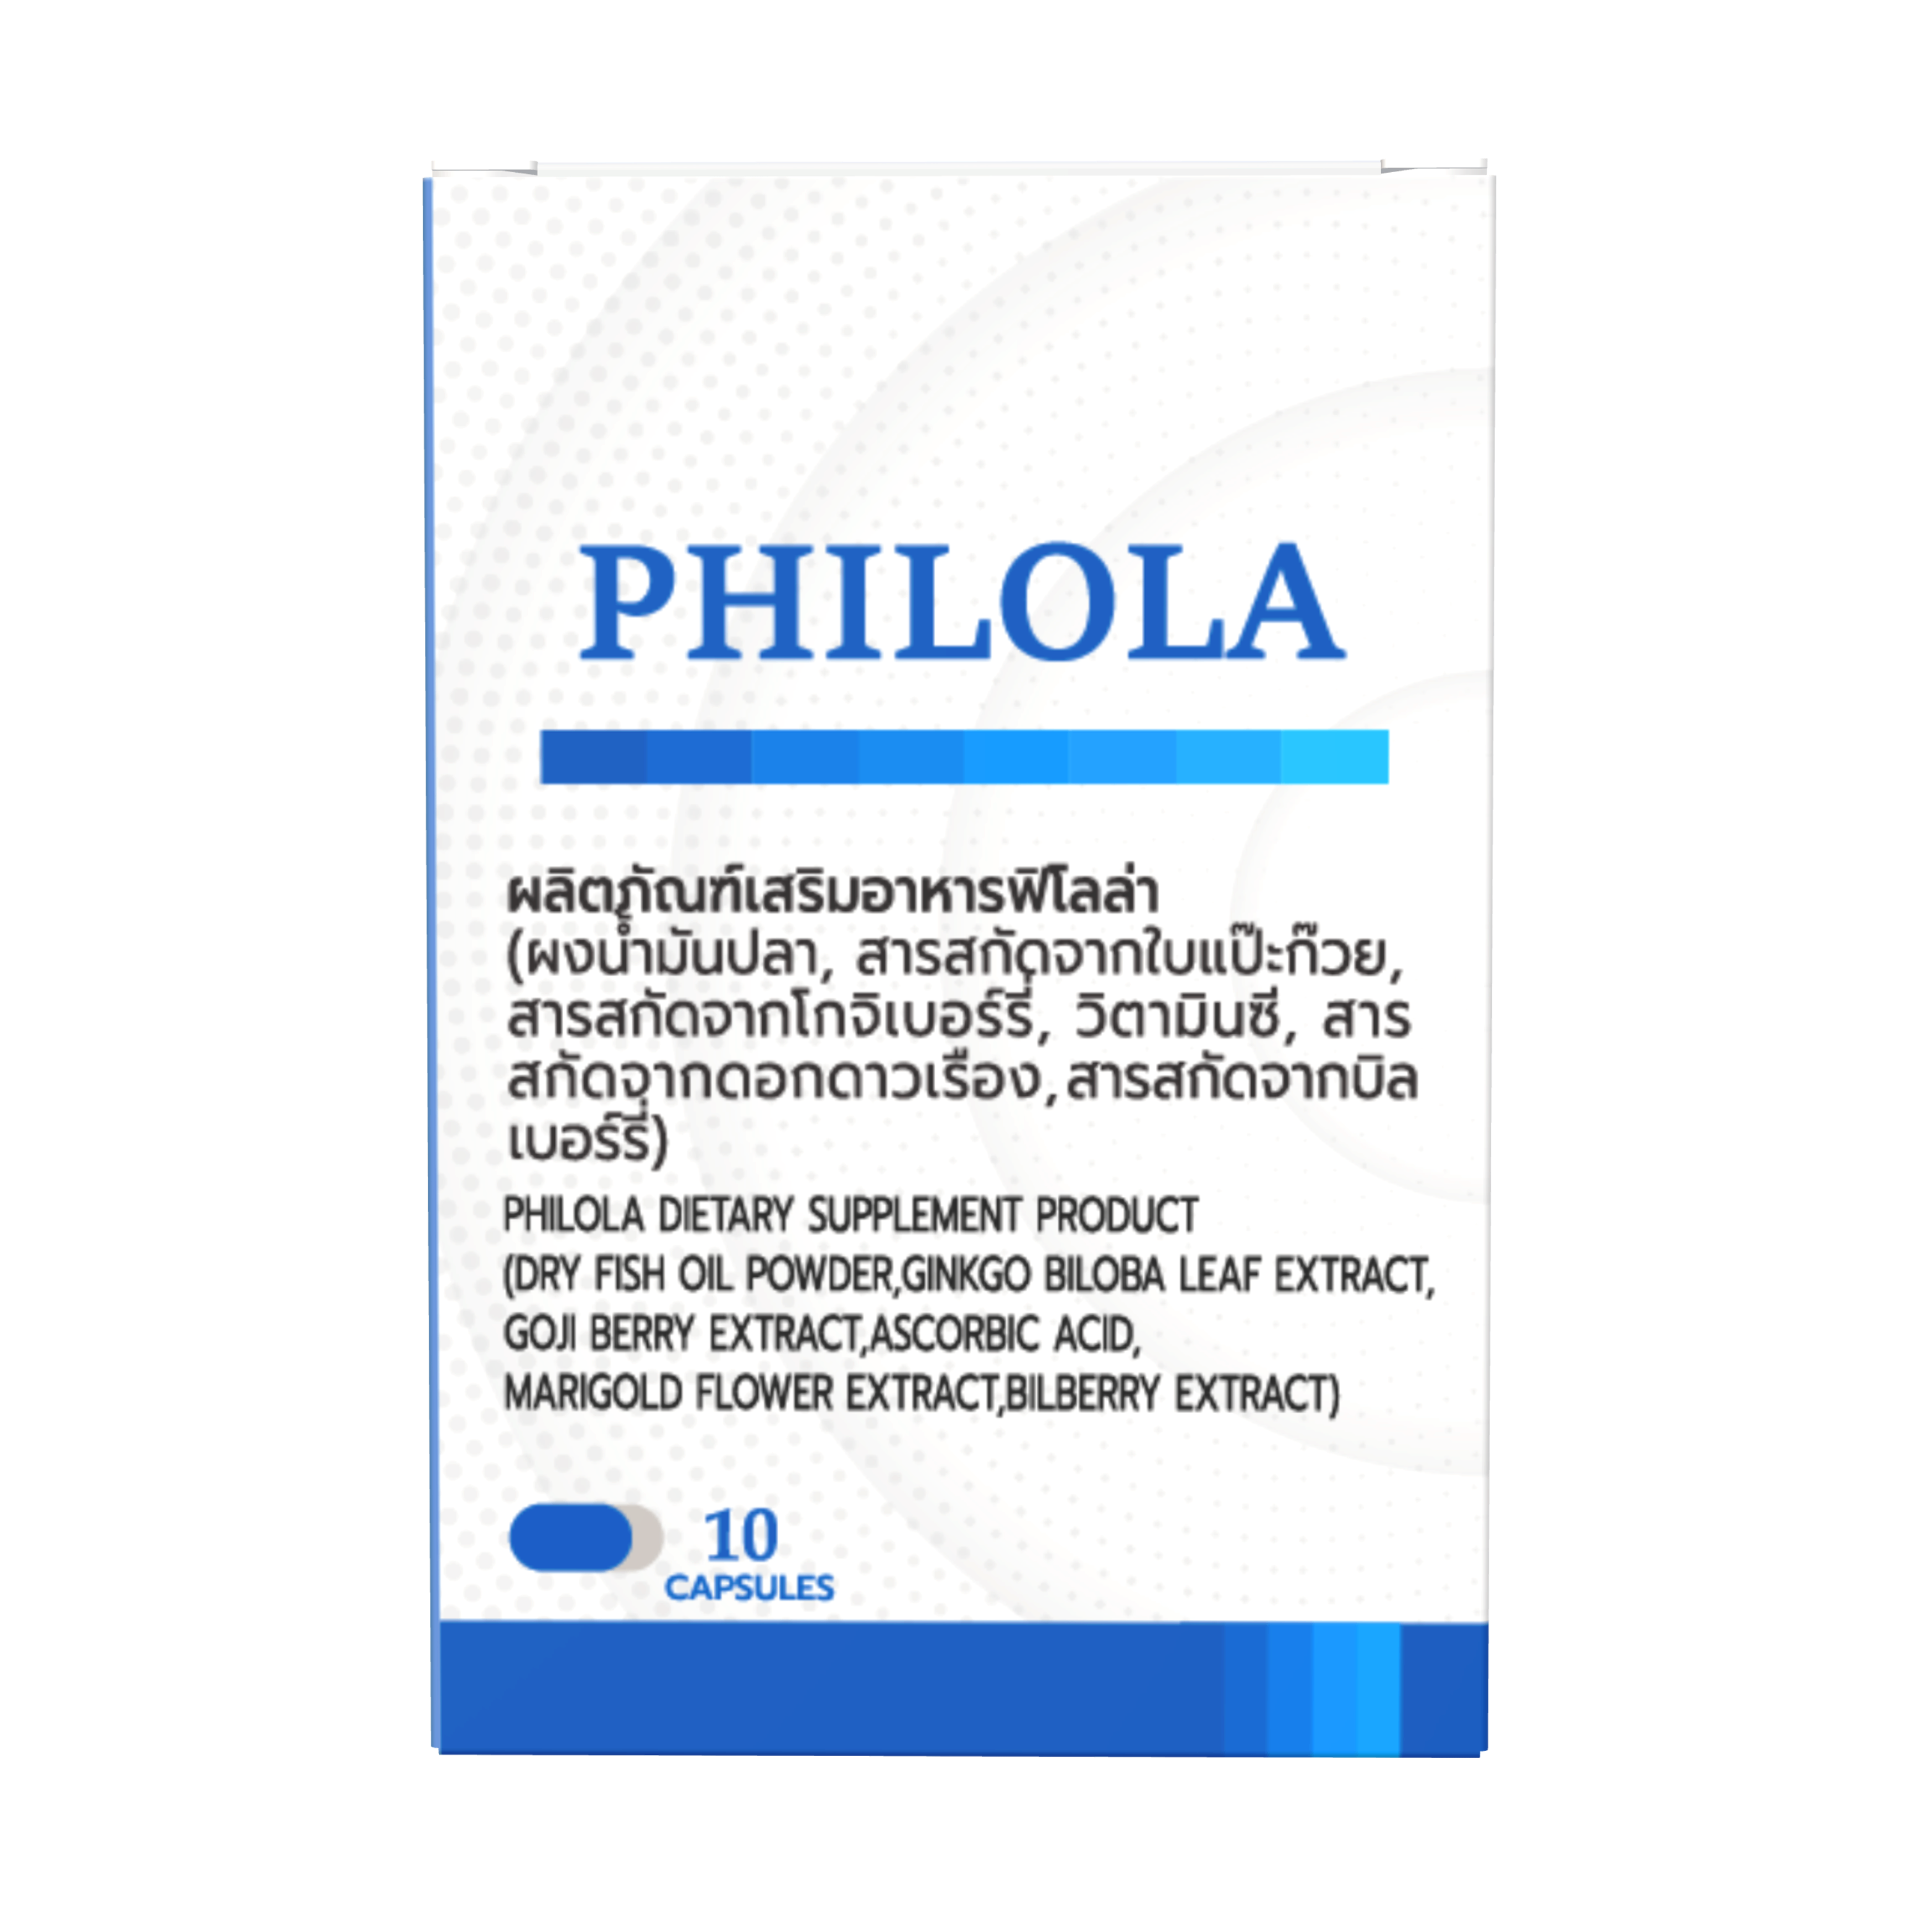 PHILOLA
ผลิตภัณฑ์เสริมอาหารฟิโลล่า
(ผงน้ำมันปลา, สารสกัดจากใบแป๊ะก๊วย,
สารสกัดจากโกจิเบอร์รี่, วิตามินซี, สาร
สกัดจากดอกดาวเรือง,สารสกัดจากบิล
เบอร์รี่)
PHILOLA DIETARY SUPPLEMENT PRODUCT
(DRY FISH OIL POWDER,GINKGO BILOBA LEAF EXTRACT,
GOJI BERRY EXTRACT,ASCORBIC ACID,
MARIGOLD FLOWER EXTRACT,BILBERRY EXTRACT)
10
CAPSULES